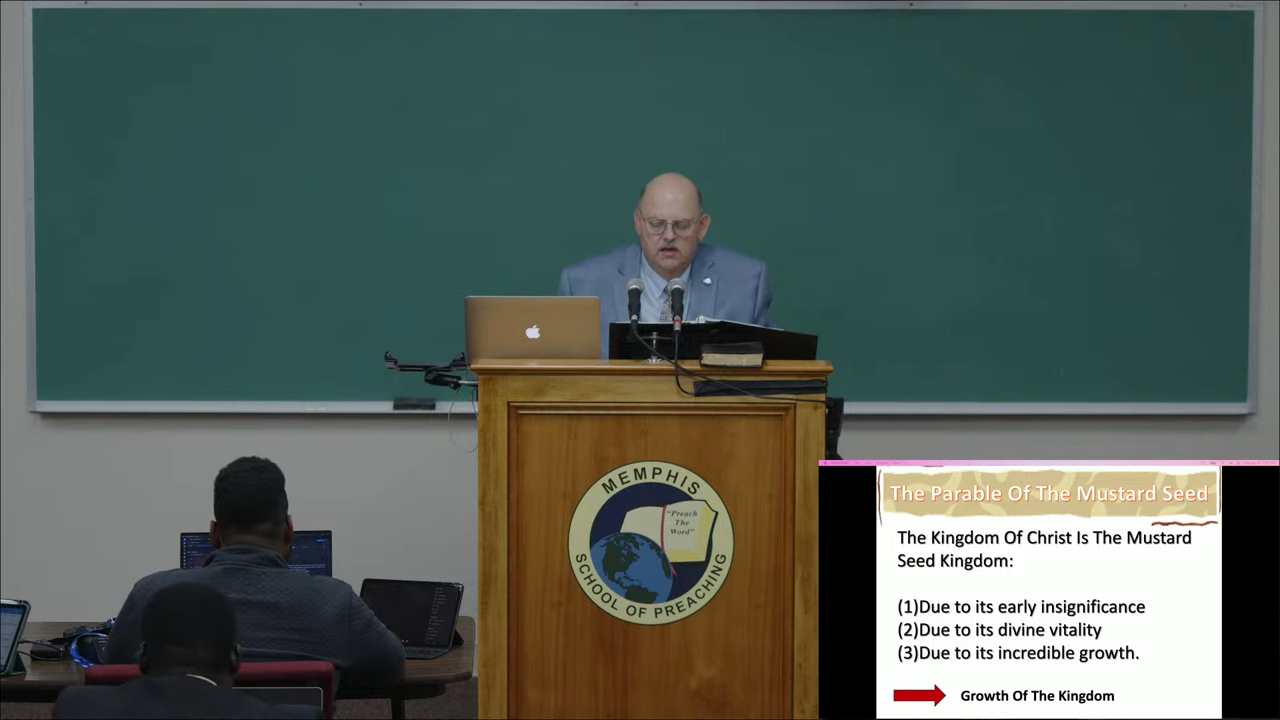 MEMPHIS
"Preach
The
Word"
SCHOOL OF PREACHING
The Parable Of The Mustard Seed
The Kingdom Of Christ Is The Mustard
Seed Kingdom:
(1)Due to its early insignificance
(2)Due to its divine vitality
(3)Due to its incredible growth.
Growth Of The Kingdom